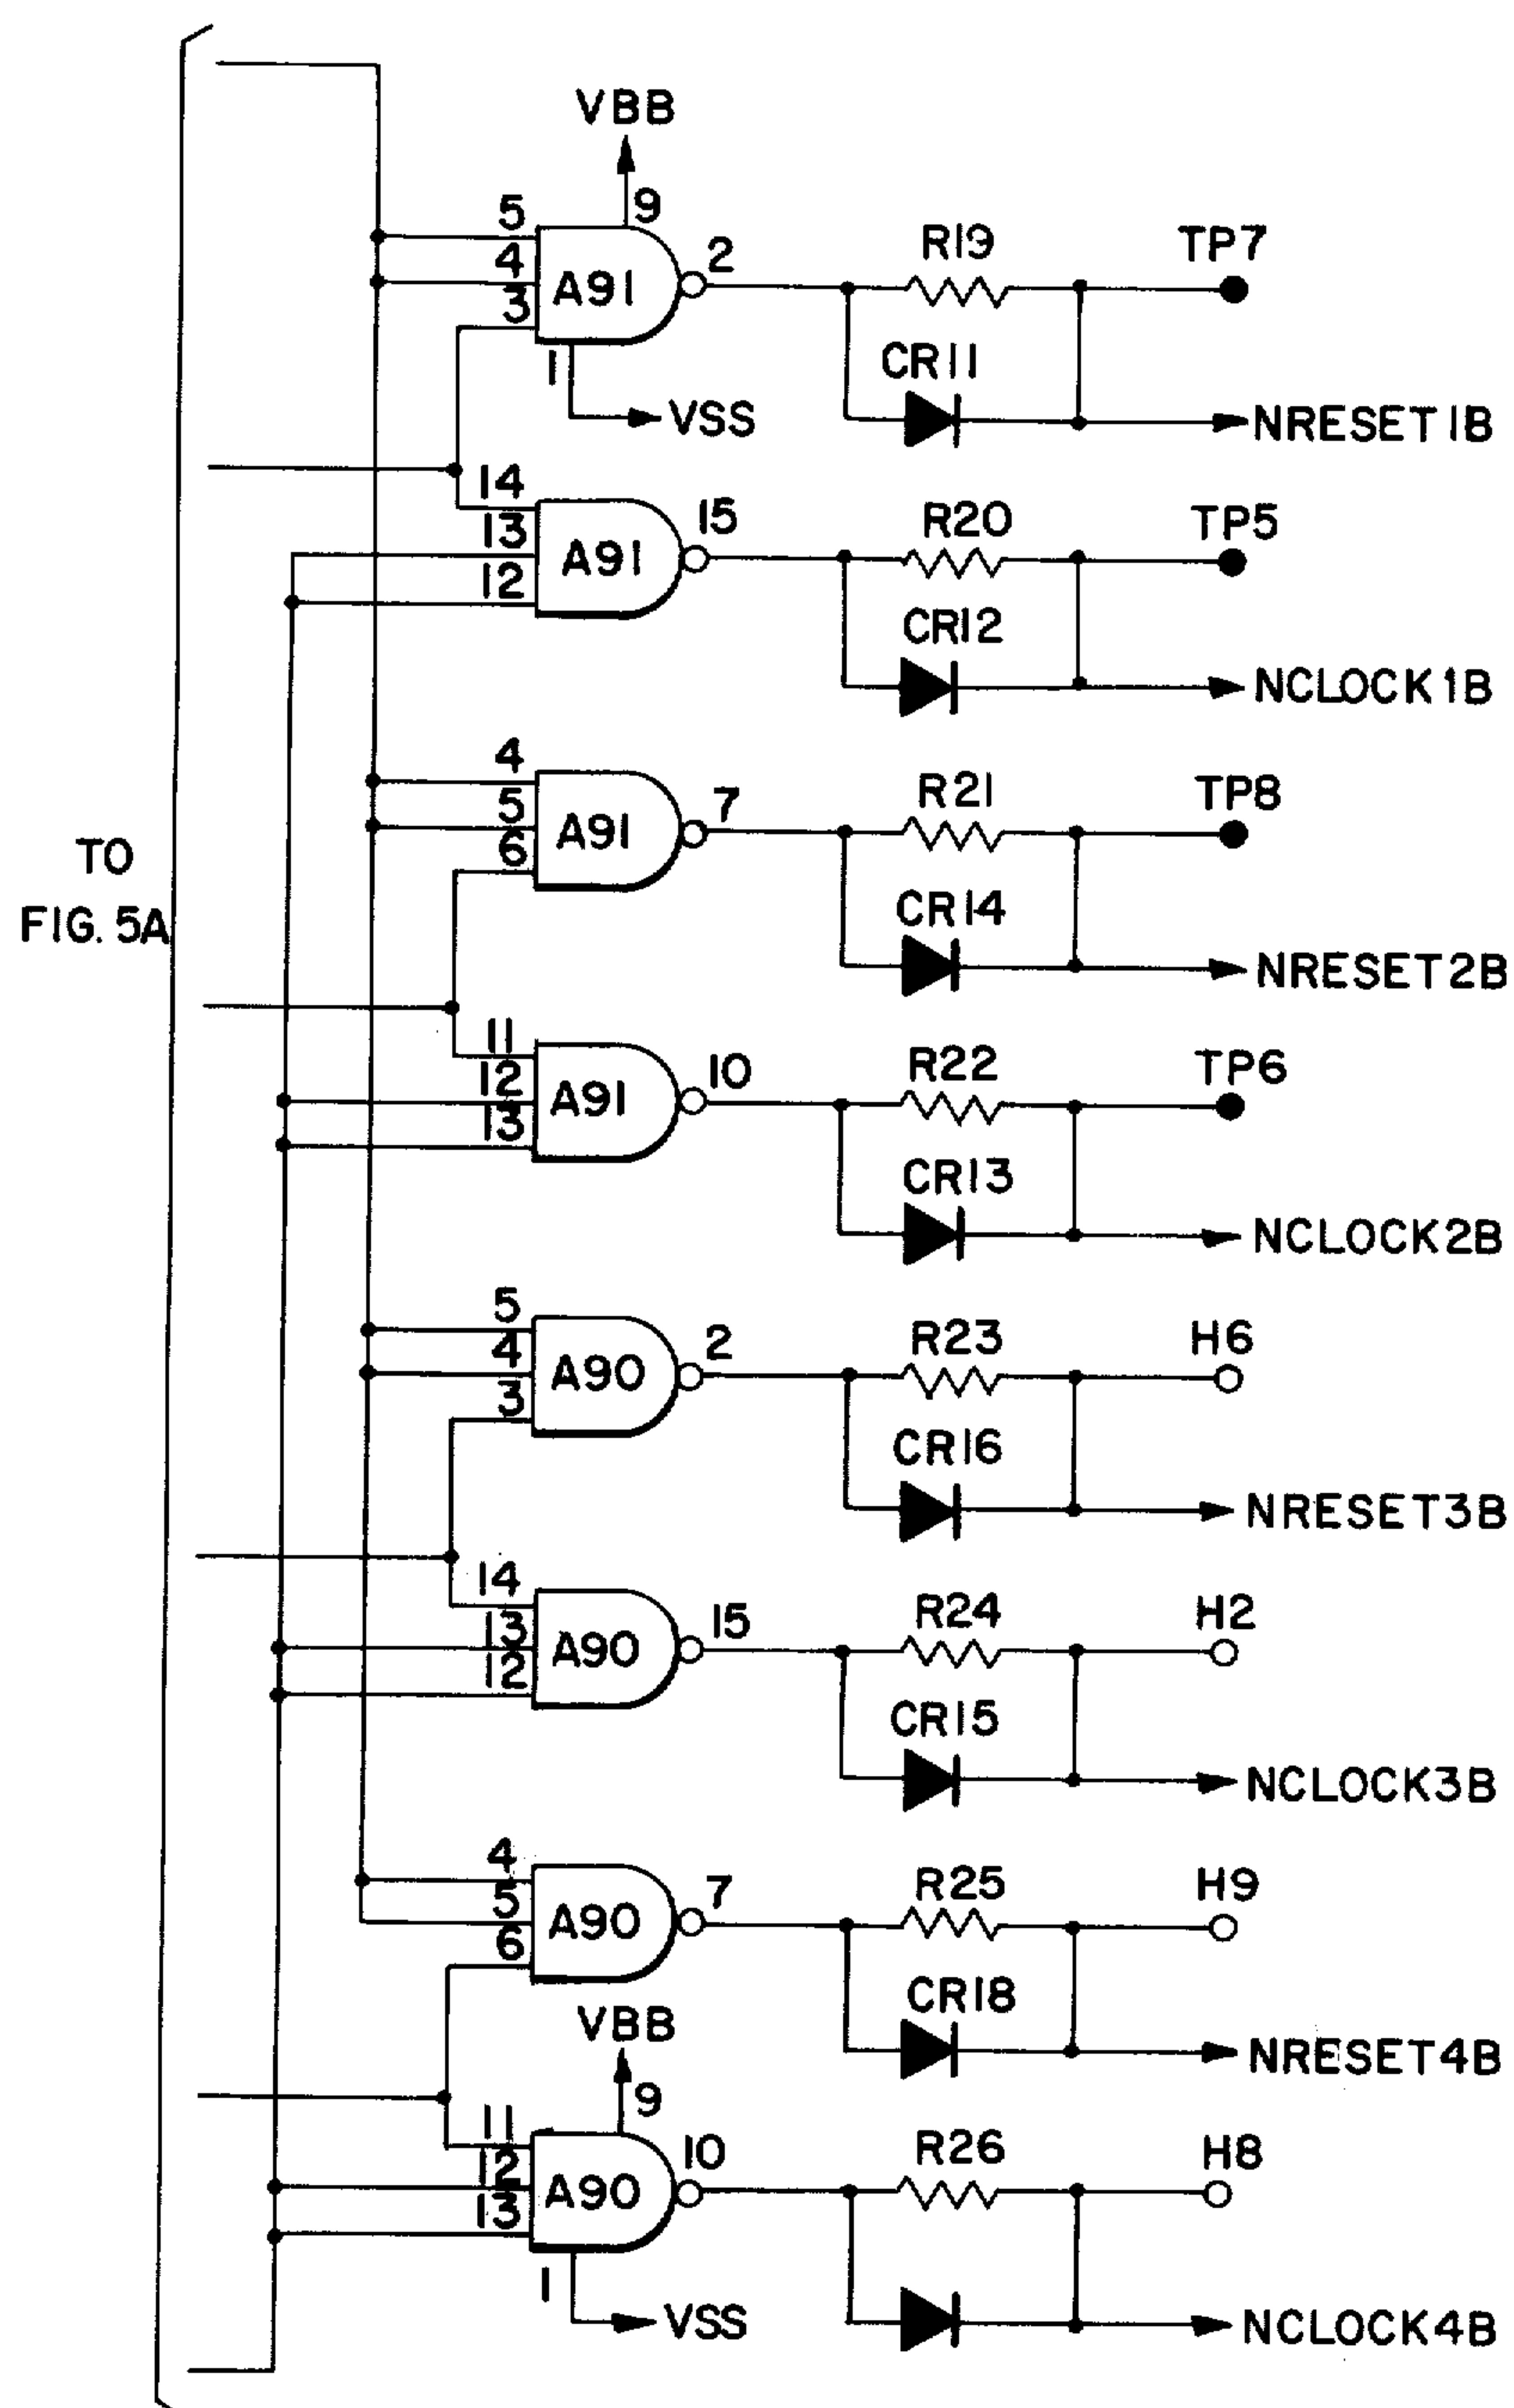 VBB
9
5
4
3
A91
2
1
VSS
R19
TP7
CR11
NRESET1B
14
13
12
A91
15
R20
TP5
CR12
NCLOCK1B
4
5
6
A91
7
R21
TP8
CR14
NRESET2B
TO
FIG. 5A
11
12
13
A91
10
R22
TP6
CR13
NCLOCK2B
5
4
3
A90
2
R23
H6
CR16
NRESET3B
14
13
12
A90
15
R24
H2
CR15
NCLOCK3B
4
5
6
A90
7
R25
H9
CR18
NRESET4B
VBB
9
11
12
13
A90
10
1
VSS
R26
H8
NCLOCK4B